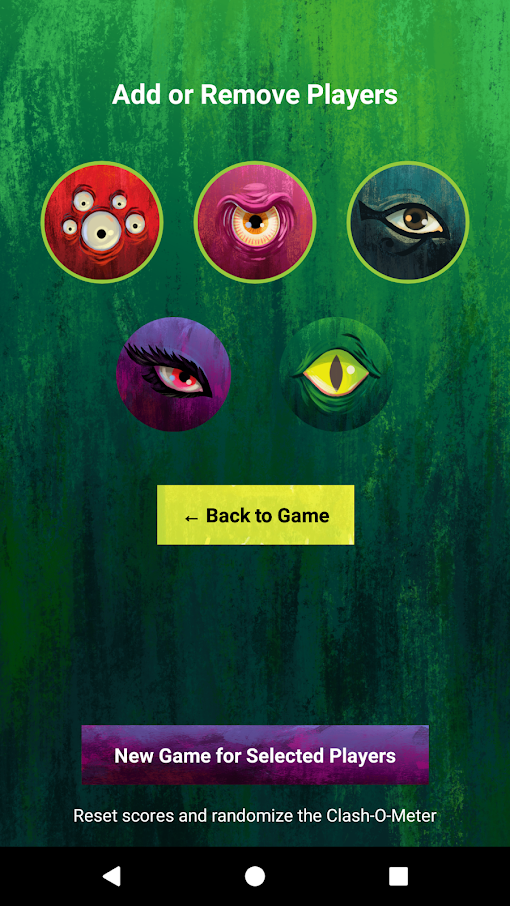 Add or Remove Players
← Back to Game
New Game for Selected Players
Reset scores and randomize the Clash-O-Meter